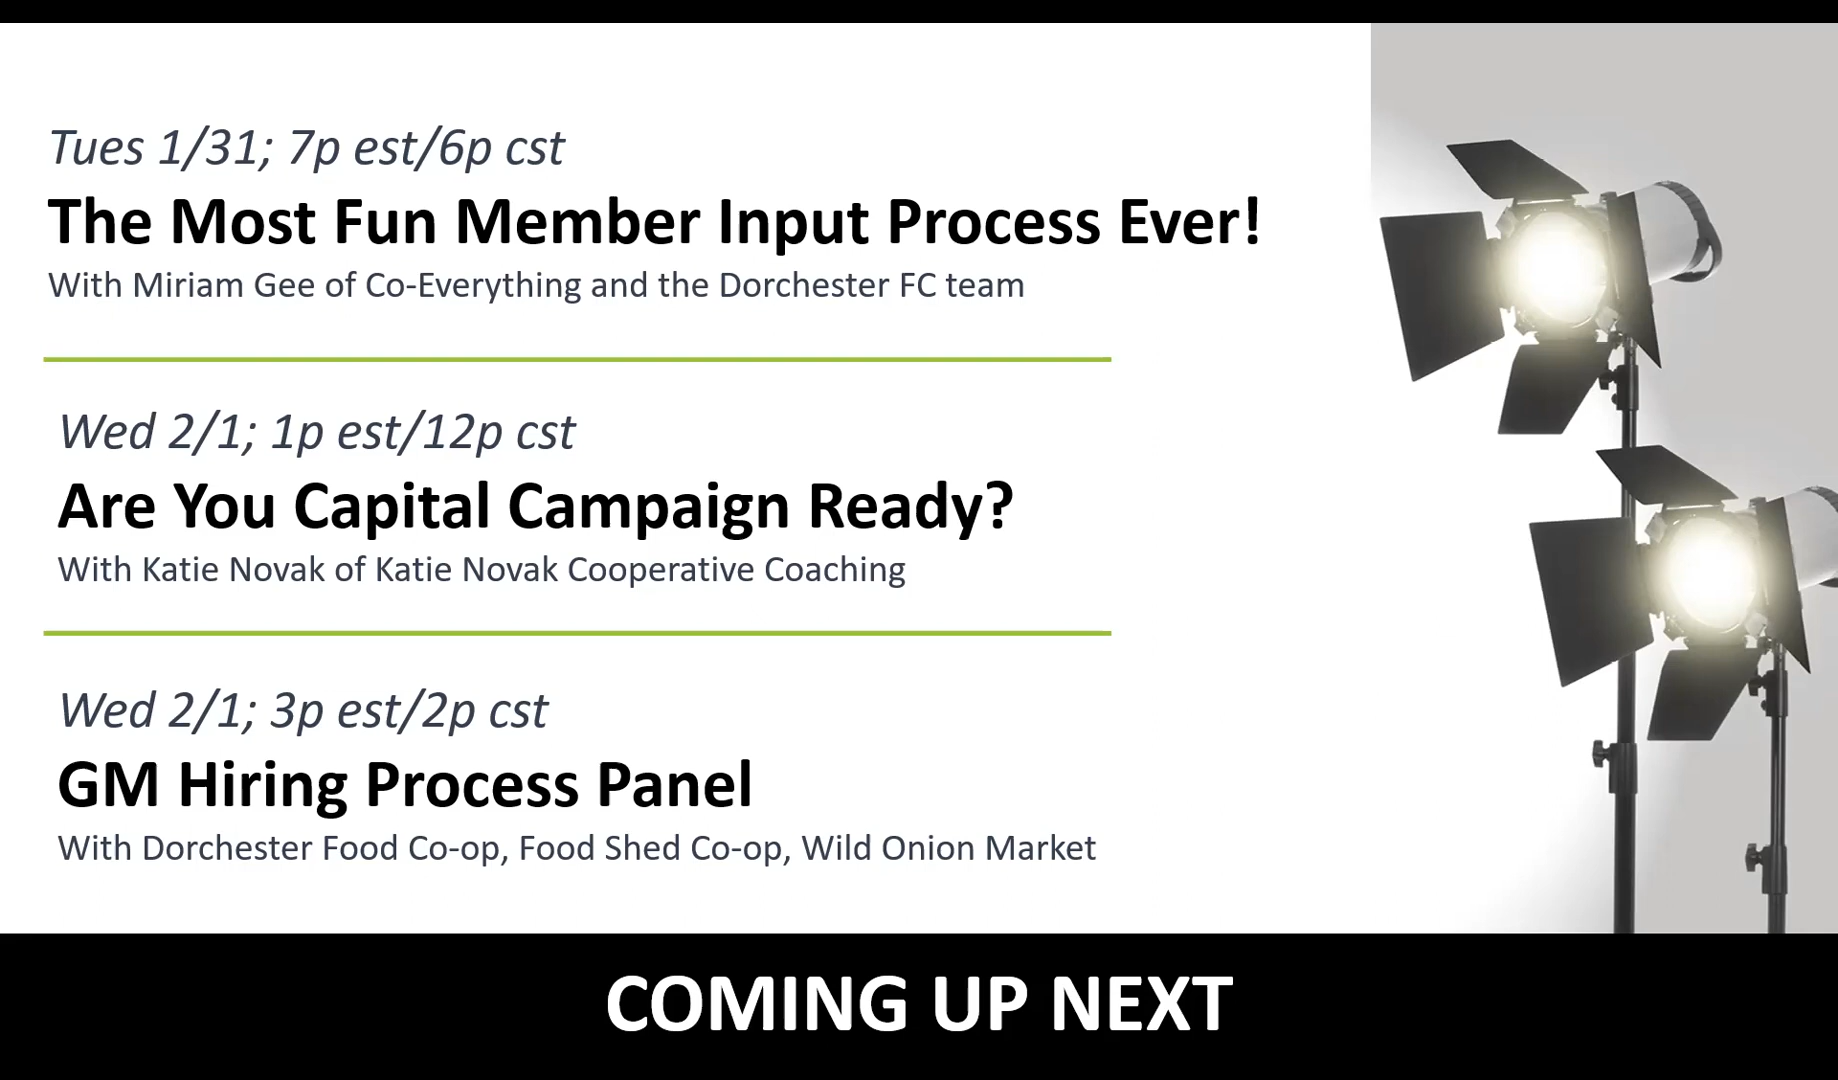 Tues 1/31; 7p est/6p cst
The Most Fun Member Input Process Ever!
With Miriam Gee of Co-Everything and the Dorchester FC team
Wed 2/1; 1p est/12p cst
Are You Capital Campaign Ready?
With Katie Novak of Katie Novak Cooperative Coaching
Wed 2/1; 3p est/2p cst
GM Hiring Process Panel
With Dorchester Food Co-op, Food Shed Co-op, Wild Onion Market
COMING UP NEXT